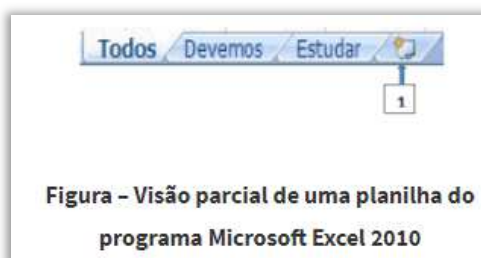 Todos Devemos Estudar
1
Figura – Visão parcial de uma planilha do
programa Microsoft Excel 2010